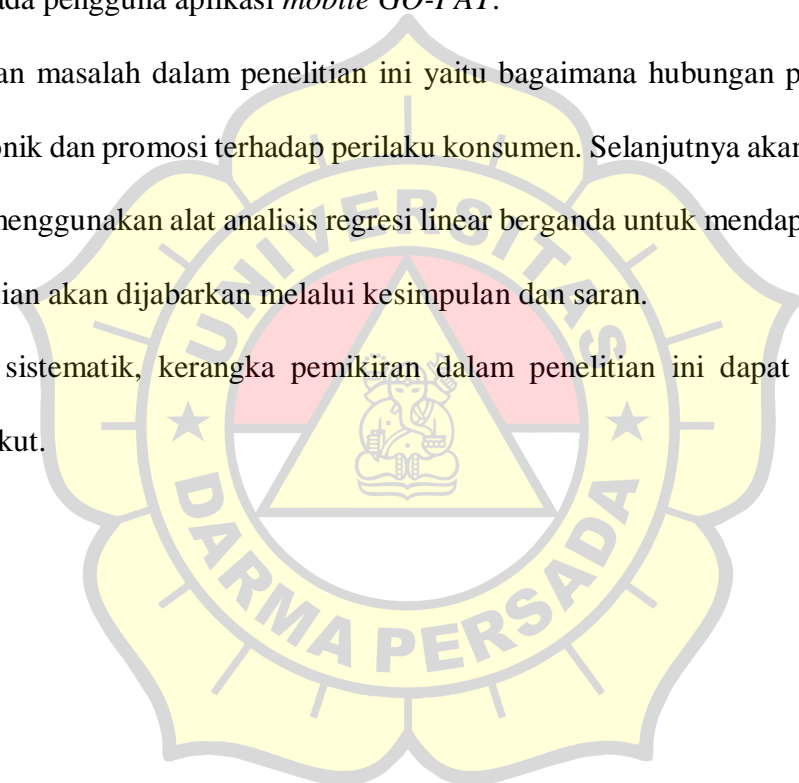 ada pengguna aplikasi mobile GO-PAY.
an masalah dalam penelitian ini yaitu bagaimana hubungan p
onik dan promosi terhadap perilaku konsumen. Selanjutnya akan
menggunakan alat analisis regresi linear berganda untuk mendap
ian akan dijabarkan melalui kesimpulan dan saran.
sistematik, kerangka pemikiran dalam penelitian ini dapat
kut.
UNIVERSITAS
DARMA PERSADA